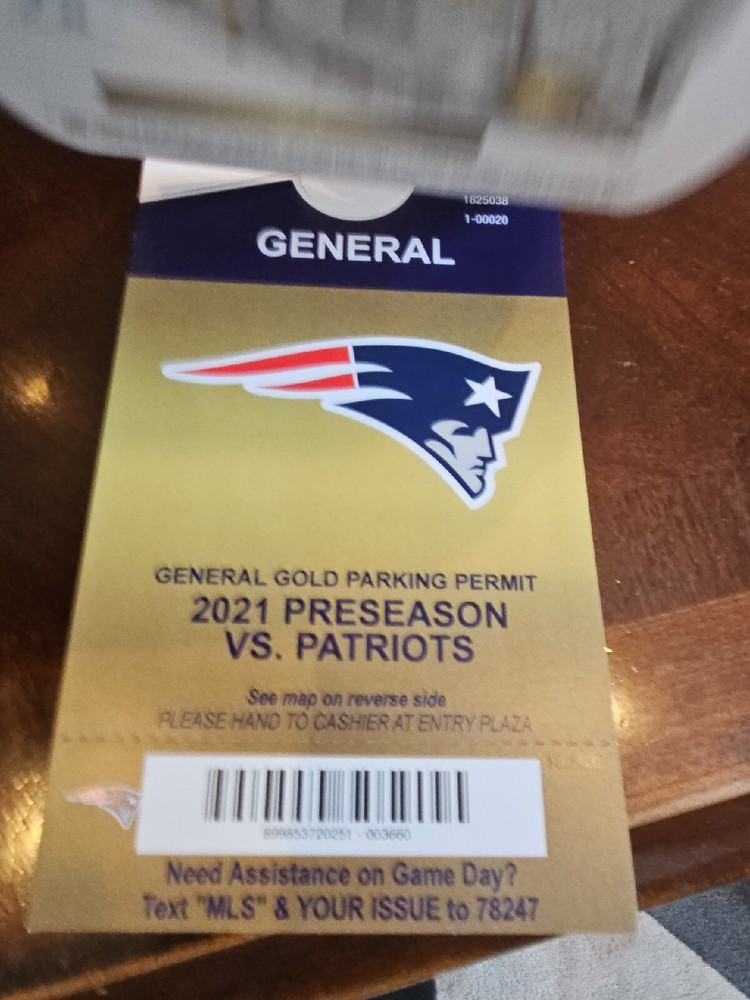 1825038
1-00020
GENERAL
GENERAL GOLD PARKING PERMIT
2021 PRESEASON
VS. PATRIOTS
See map on reverse side
PLEASE HAND TO CASHIER AT ENTRY PLAZA
899853720251 - 003660
Need Assistance on Game Day?
Text "MLS" & YOUR ISSUE to 78247